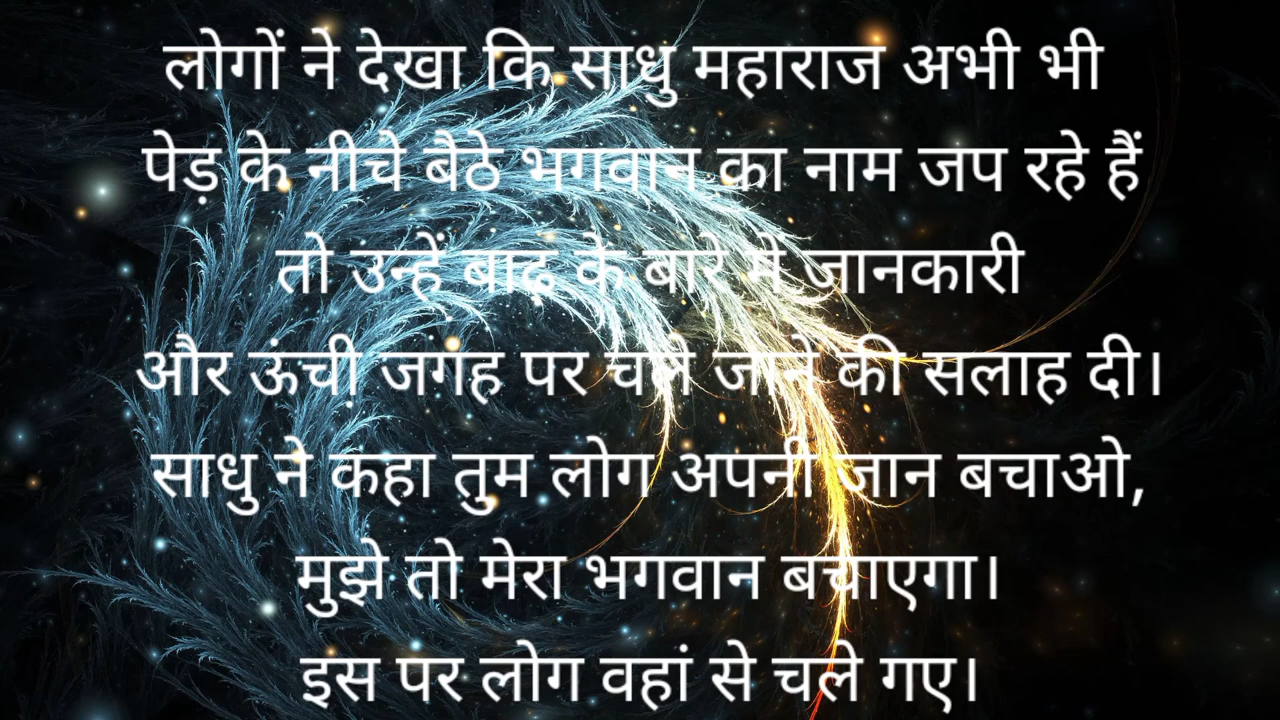 लोगों ने देखा कि साधु महाराज अभी भी
पेड़ के नीचे बैठे भगवान का नाम जप रहे हैं
तो उन्हें बाढ़ के बारे में जानकारी
और ऊंची जगह पर चले जाने की सलाह दी।
साधु ने कहा तुम लोग अपनी जान बचाओ,
मुझे तो मेरा भगवान बचाएगा।
इस पर लोग वहां से चले गए।